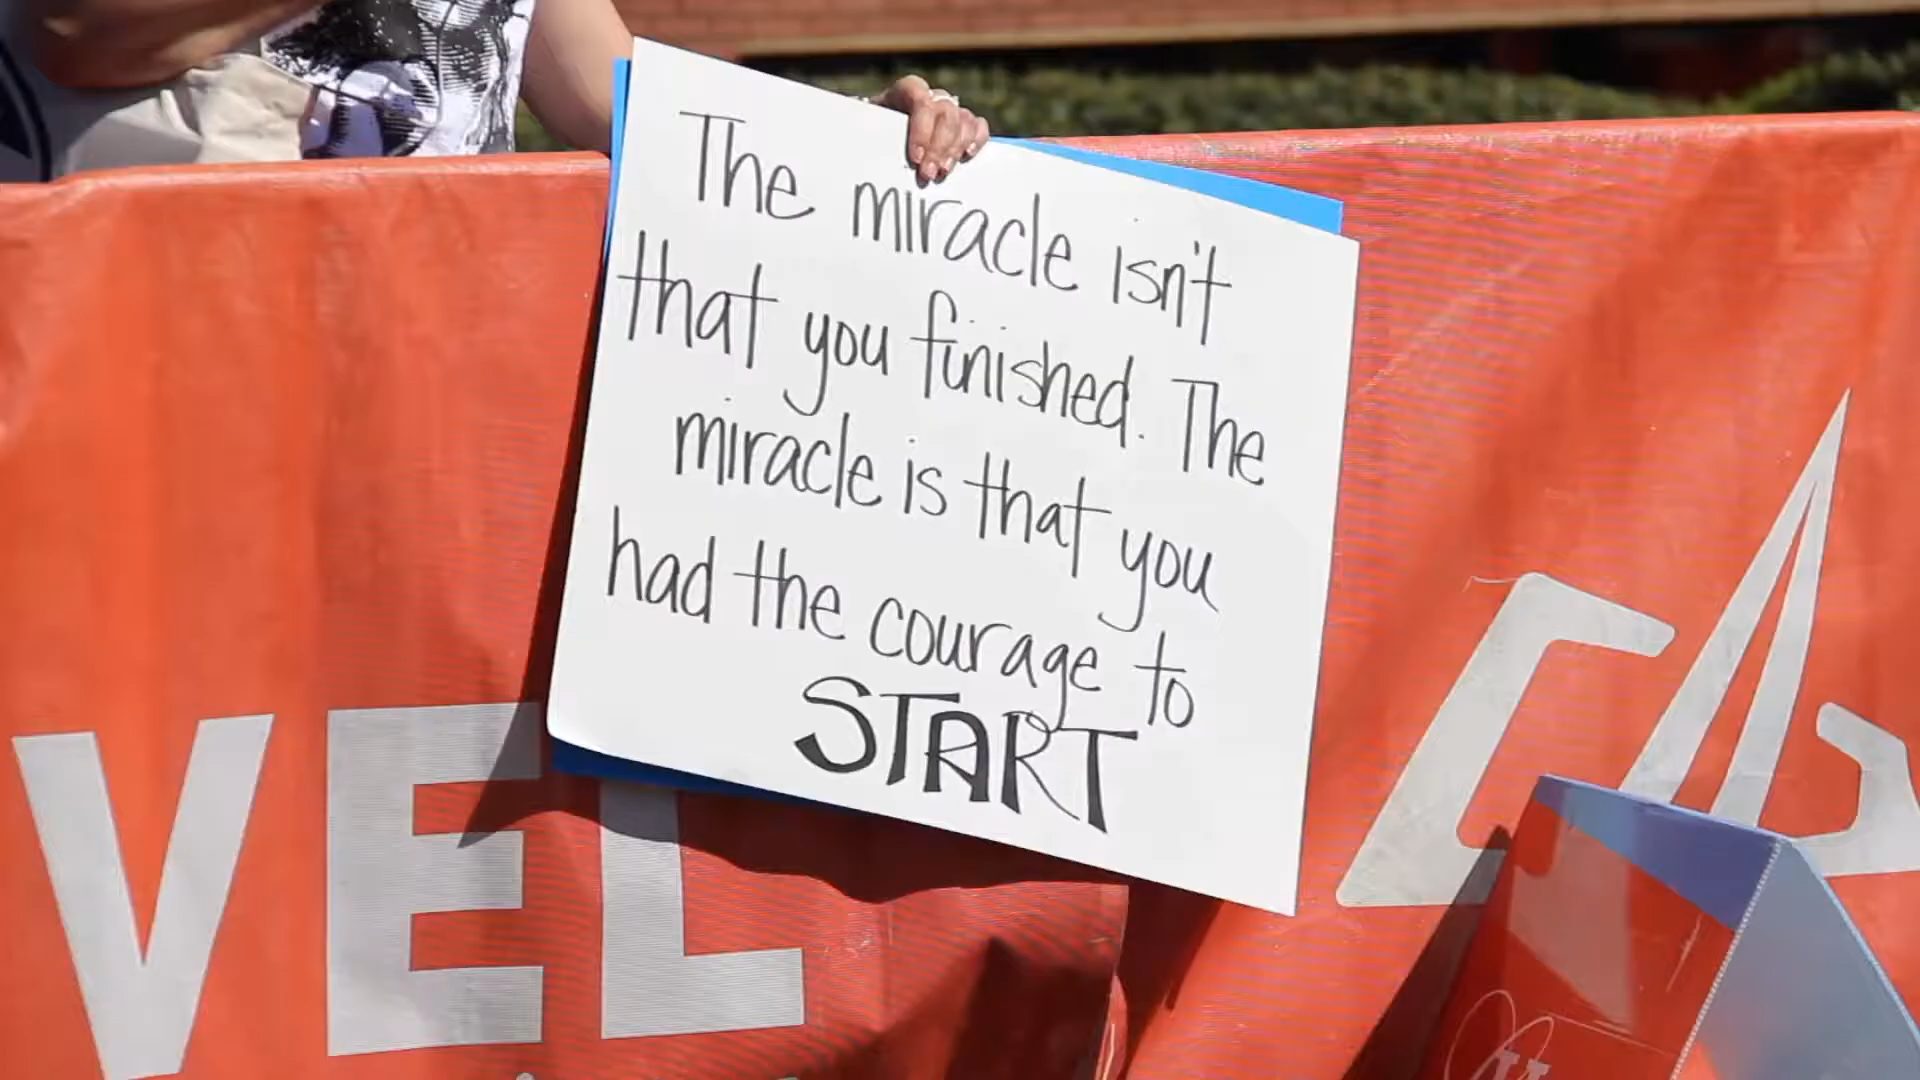 The miracle isn't
that you finished. The
miracle is that you
had the courage to
START
VEL